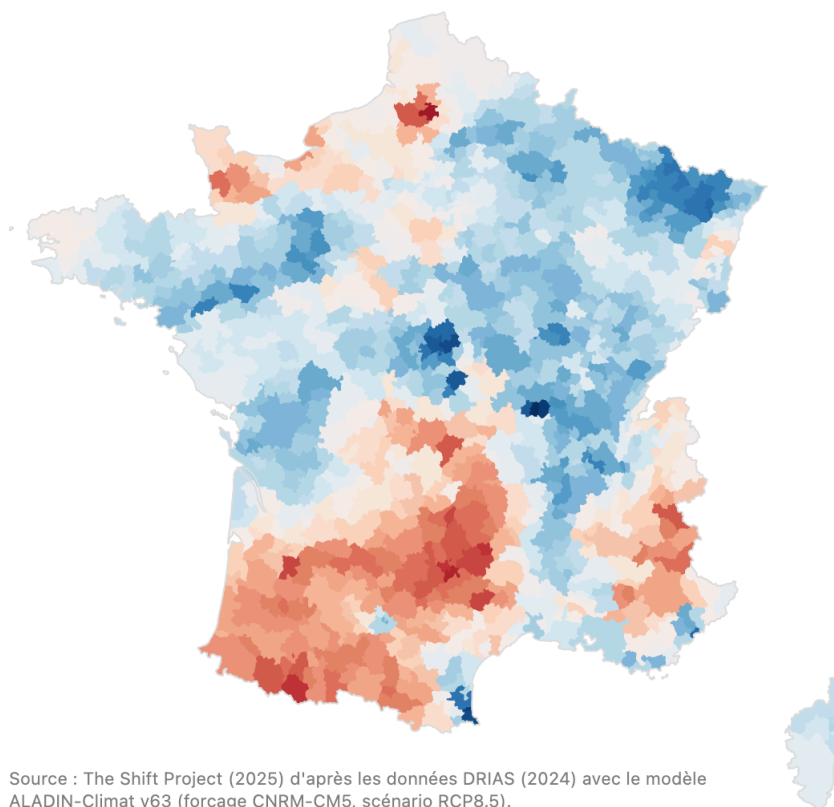 Source : The Shift Project (2025) d'après les données DRIAS (2024) avec le modèle
ALADIN-Climat v63 (forçage CNRM-CM5, scénario RCP8.5).